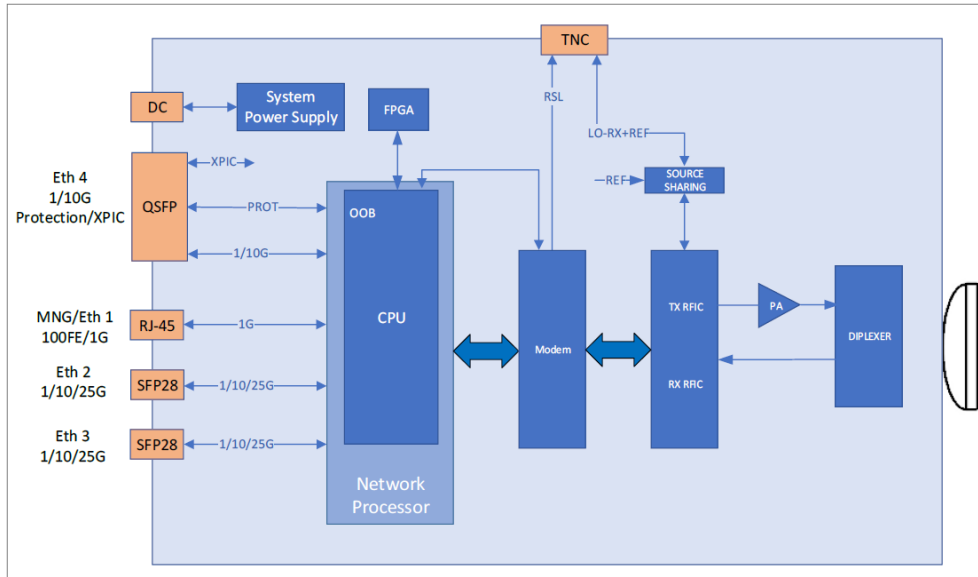 TNC
DC
System
Power Supply
FPGA
RSL
LO-RX+REF
Eth 4
1/10G
Protection/XPIC
QSFP
XPIC
PROT
1/10G
REF
SOURCE
SHARING
OOB
CPU
MNG/Eth 1
100FE/1G
RJ-45
1G
Eth 2
1/10/25G
SFP28
1/10/25G
Eth 3
1/10/25G
SFP28
1/10/25G
Network
Processor
Modem
TX RFIC
RX RFIC
PA
DIPLEXER